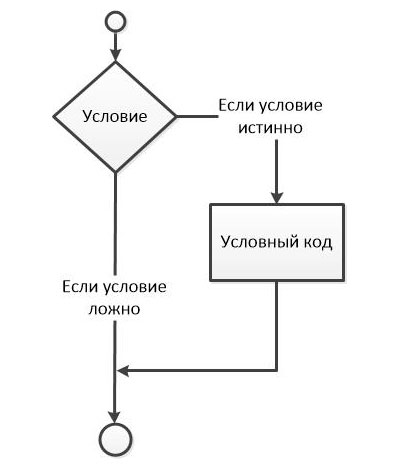 Условие
Если условие
истинно
Условный код
Если условие
ложно